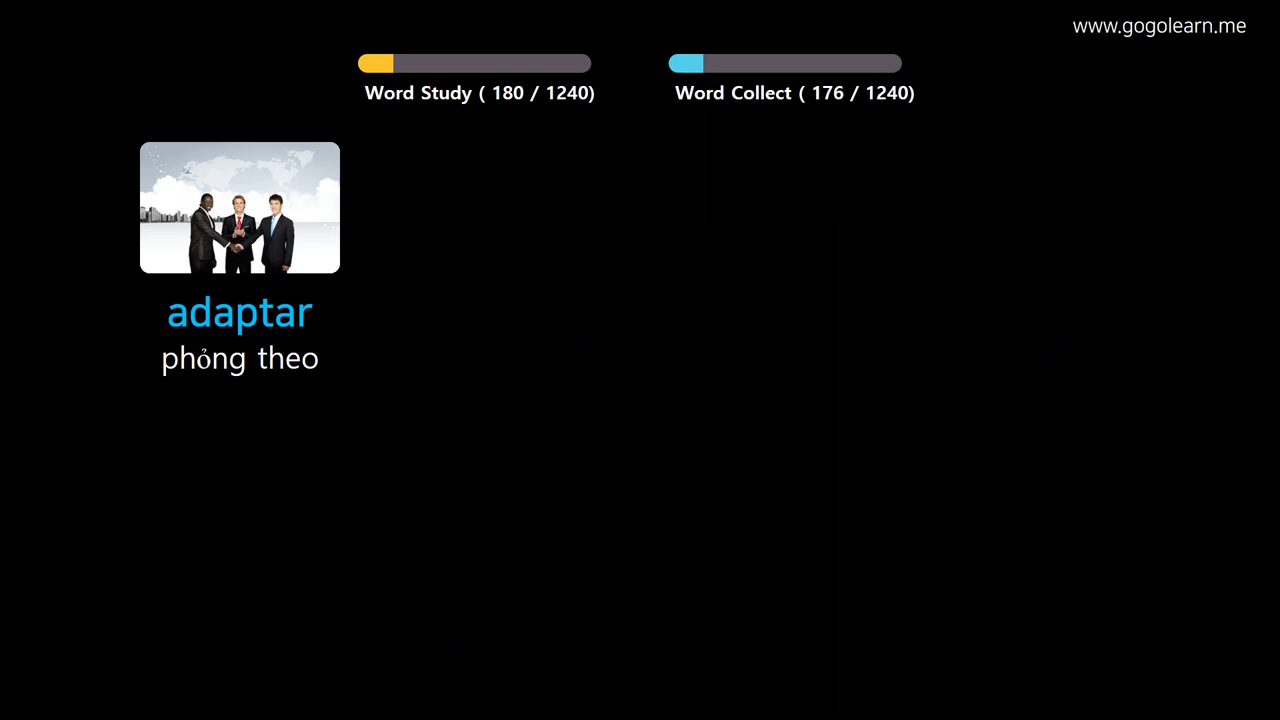 www.gogolearn.me
Word Study ( 180 / 1240)
Word Collect ( 176 / 1240)
adaptar
phỏng theo